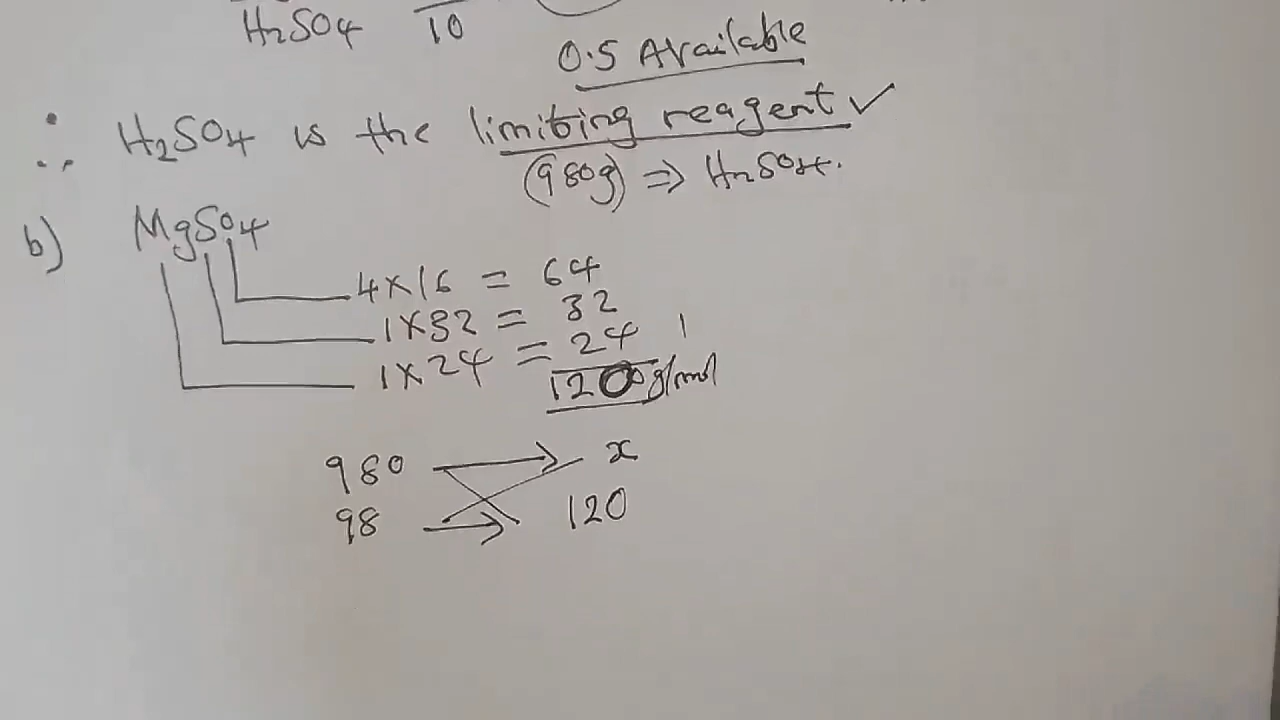 H2SO4 10
0.5 Available
∴ H2SO4 is the limiting reagent ✓
(980g) ⇒ H2SO4.
b) MgSO4
4×16 = 64
1×32 = 32
1×24 = 24
120 g/mol
980 → x
98 → 120